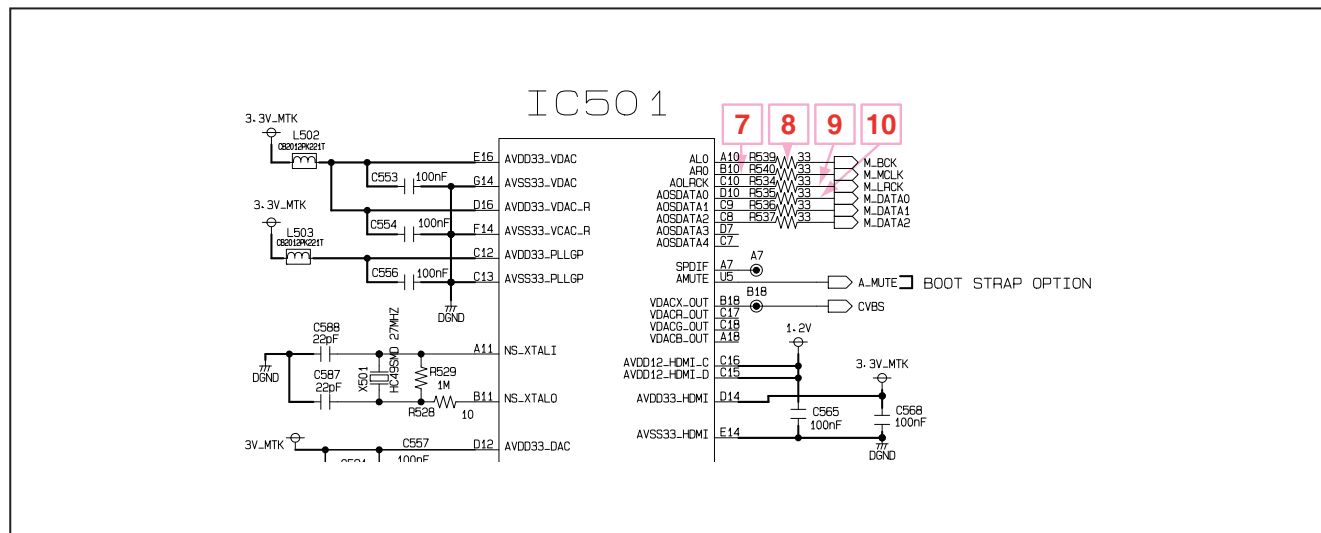 IC501
7 8 9 10
3.3V_MTK
L502
CB2012PK221T
E16 AVDD33_VDAC
C553 100nF
G14 AVSS33_VDAC
3.3V_MTK
D16 AVDD33_VDAC_R
L503
CB2012PK221T
C554 100nF
F14 AVSS33_VCAC_R
C12 AVDD33_PLLGP
C556 100nF
C13 AVSS33_PLLGP
DGND
C588
22pF
A11 NS_XTALI
DGND
X501
HC49SMD 27MHZ
R529
1M
C587
22pF
B11 NS_XTALO
R528 10
3V_MTK
C557
100nF
D12 AVDD33_DAC
ALO A10 R539 33 M_BCK
ARO B10 R540 33 M_MCLK
AOLRCK C10 R534 33 M_LRCK
AOSDATA0 D10 R535 33 M_DATA0
AOSDATA1 C9 R536 33 M_DATA1
AOSDATA2 C8 R537 33 M_DATA2
AOSDATA3 D7
AOSDATA4 C7
A7
SPDIF A7
AMUTE U5 A_MUTE BOOT STRAP OPTION
B18
VDACX_OUT B18 CVBS
VDACR_OUT C17
VDACG_OUT C18
VDACB_OUT A18
1.2V
AVDD12_HDMI_C C16
AVDD12_HDMI_D C15
3.3V_MTK
AVDD33_HDMI D14
C565
100nF
C568
100nF
AVSS33_HDMI E14
DGND